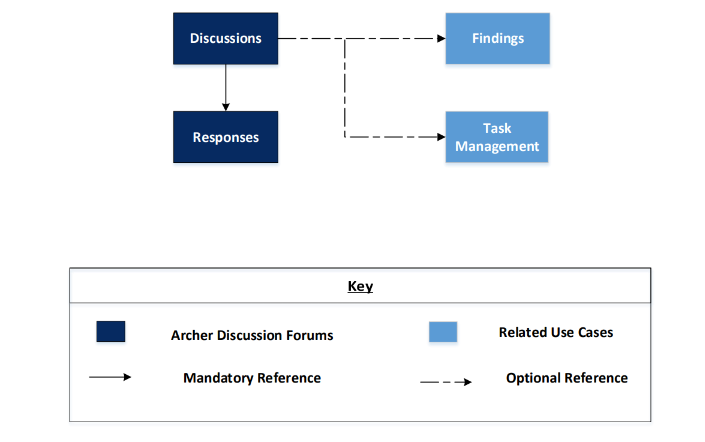 Discussions
Findings
Responses
Task
Management
Key
Archer Discussion Forums
Related Use Cases
Mandatory Reference
Optional Reference